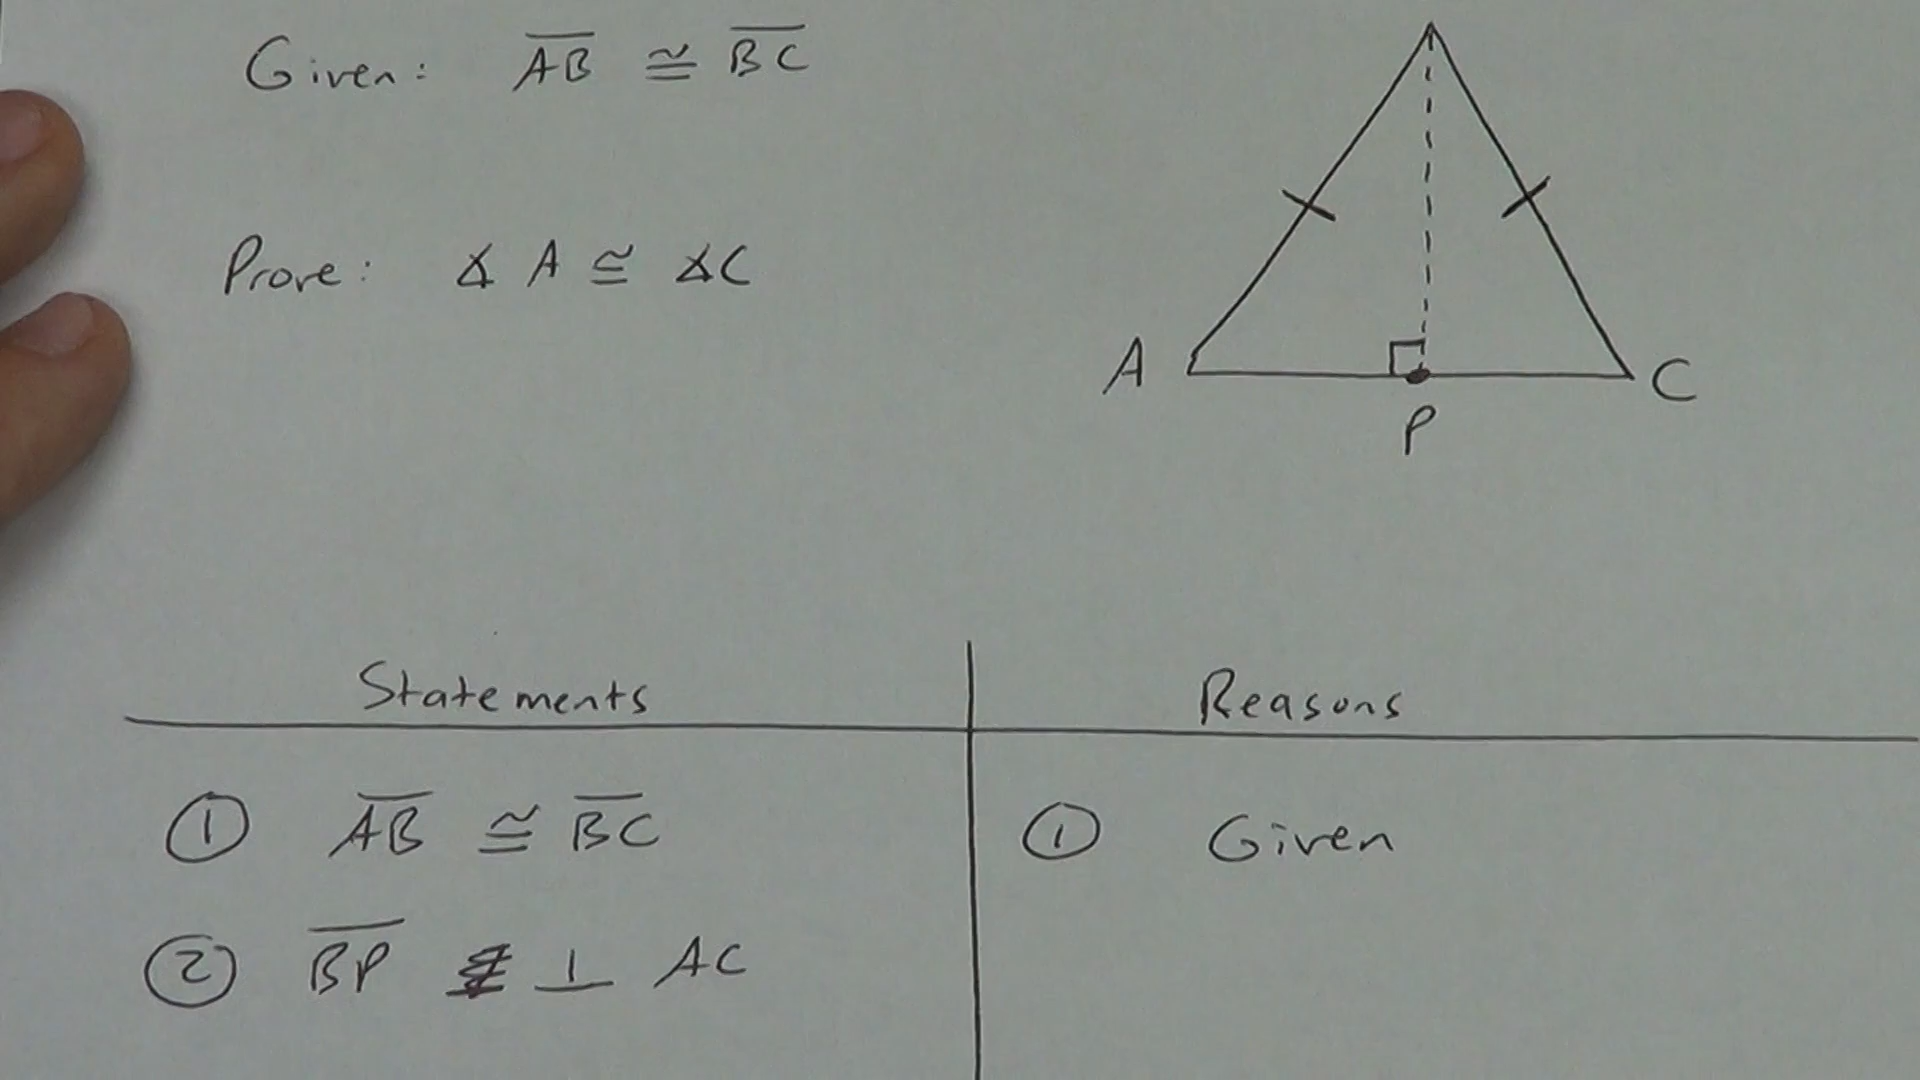 Given: AB ≅ BC
Prove: ∡ A ≅ ∡C
A
C
P
Statements
Reasons
① AB ≅ BC
① Given
② BP ⊥ AC